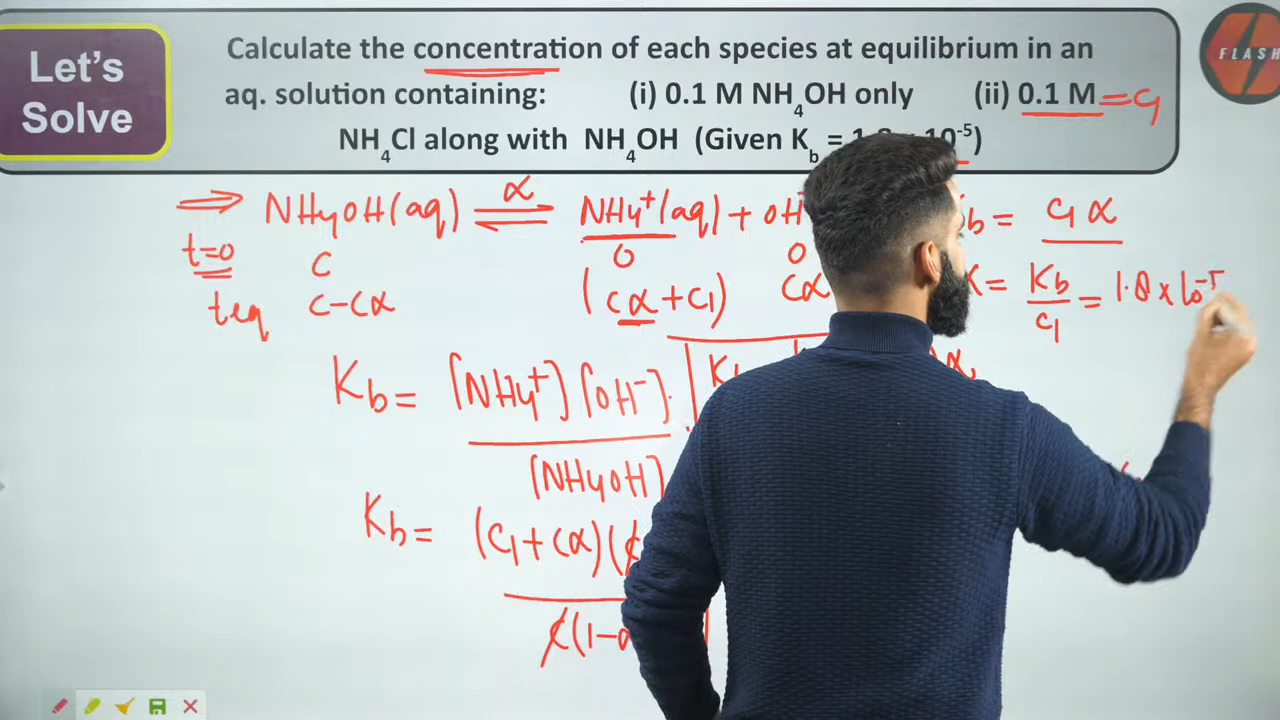 Let's
Solve
Calculate the concentration of each species at equilibrium in an
aq. solution containing: (i) 0.1 M NH4OH only (ii) 0.1 M = C1
NH4Cl along with NH4OH (Given Kb = 10-5)
FLASH
⇒ NH4OH(aq) ⇌ α NH4+(aq) + OH
t=0 C 0 0
teq C-Cα (Cα+C1) Cα
b = C1 α
= Kb/C1 = 1.8 × 10-5
Kb = [NH4+][OH-]
[NH4OH]
Kb = (C1+Cα)(
C(1-